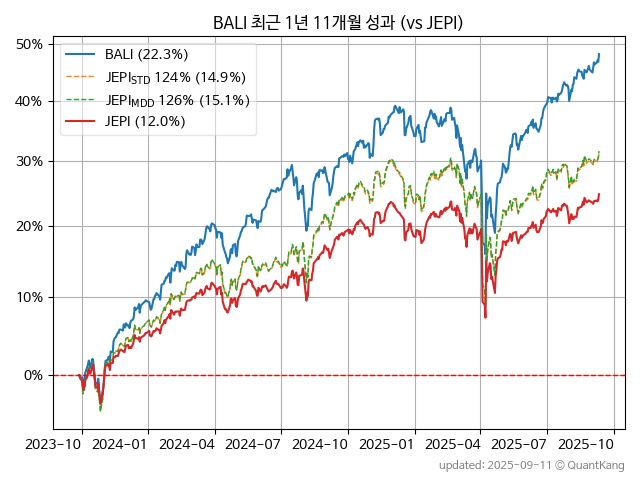 BALI 최근 1년 11개월 성과 (vs JEPI)
50%
40%
30%
20%
10%
0%
BALI (22.3%)
JEPI_STD 124% (14.9%)
JEPI_MDD 126% (15.1%)
JEPI (12.0%)
2023-10 2024-01 2024-04 2024-07 2024-10 2025-01 2025-04 2025-07 2025-10
updated: 2025-09-11 © QuantKang